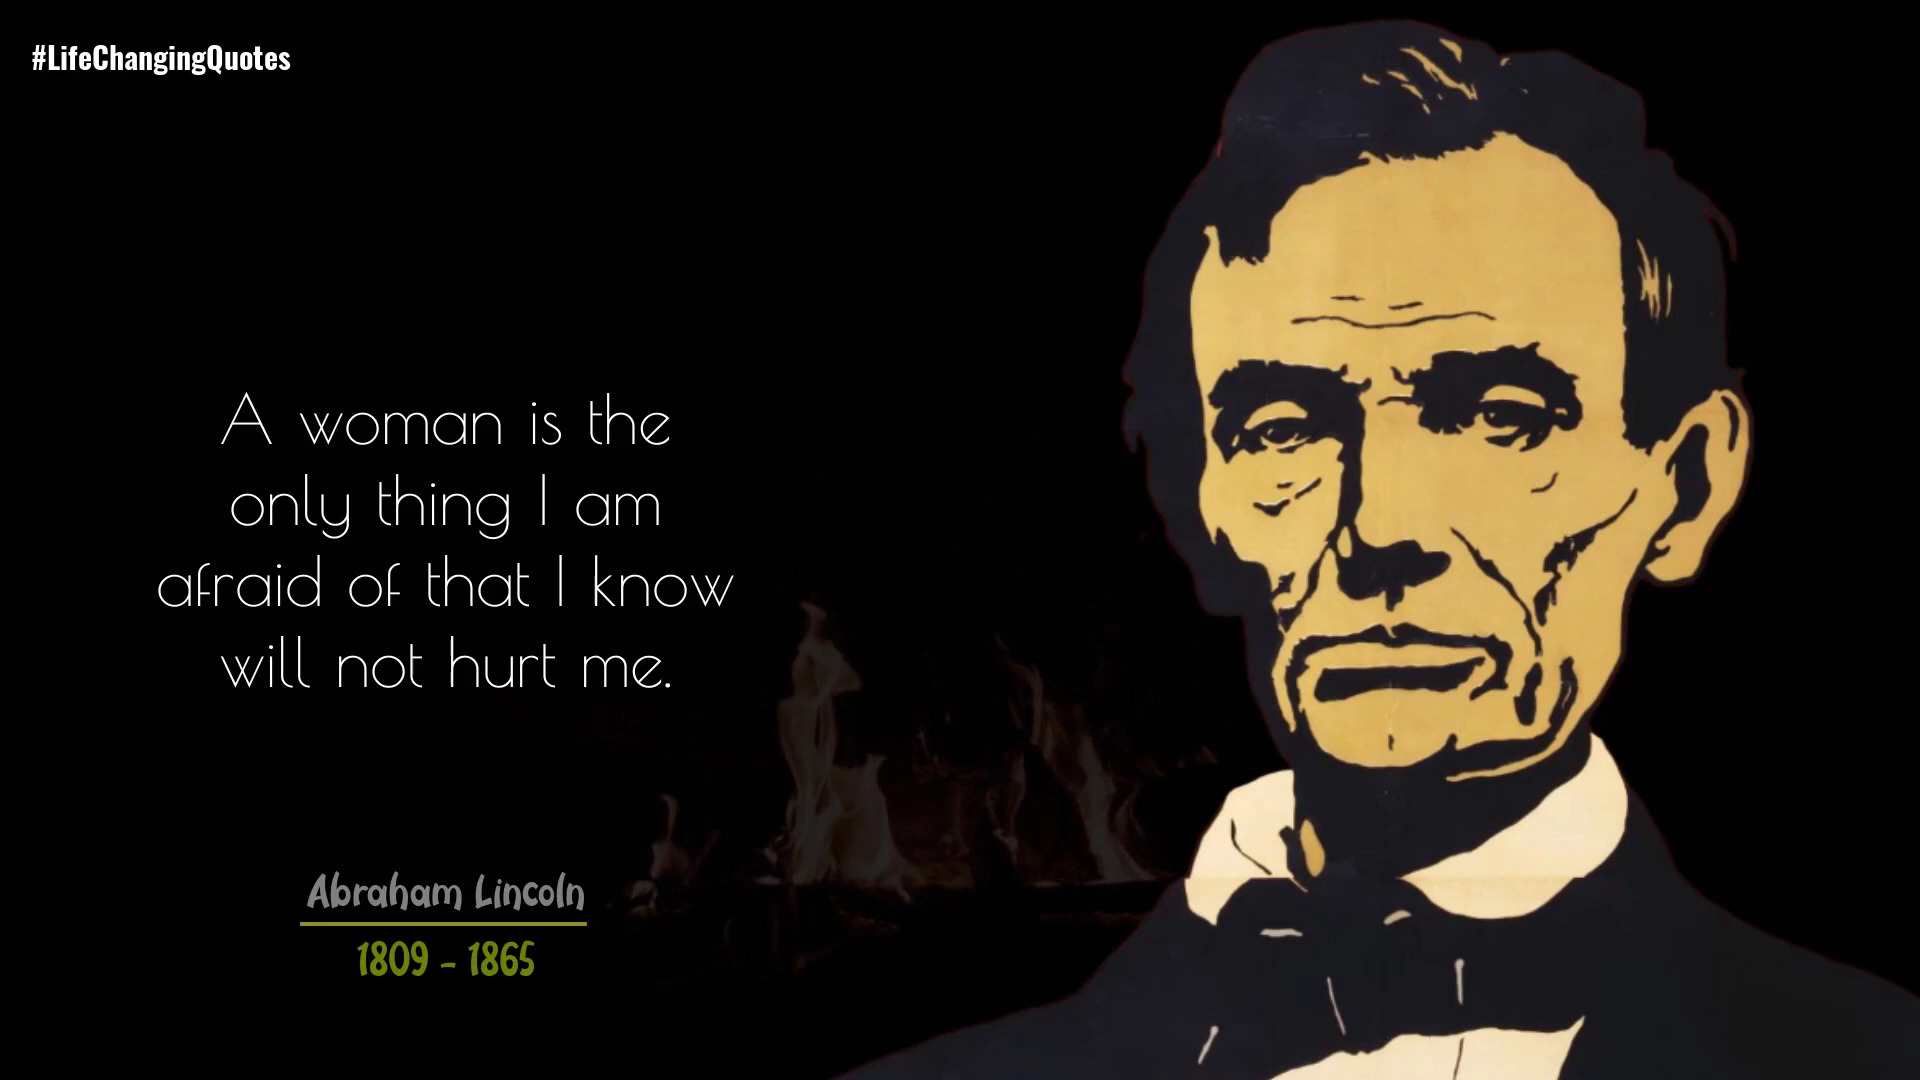 #LifeChangingQuotes
A woman is the
only thing I am
afraid of that I know
will not hurt me.
Abraham Lincoln
1809 - 1865